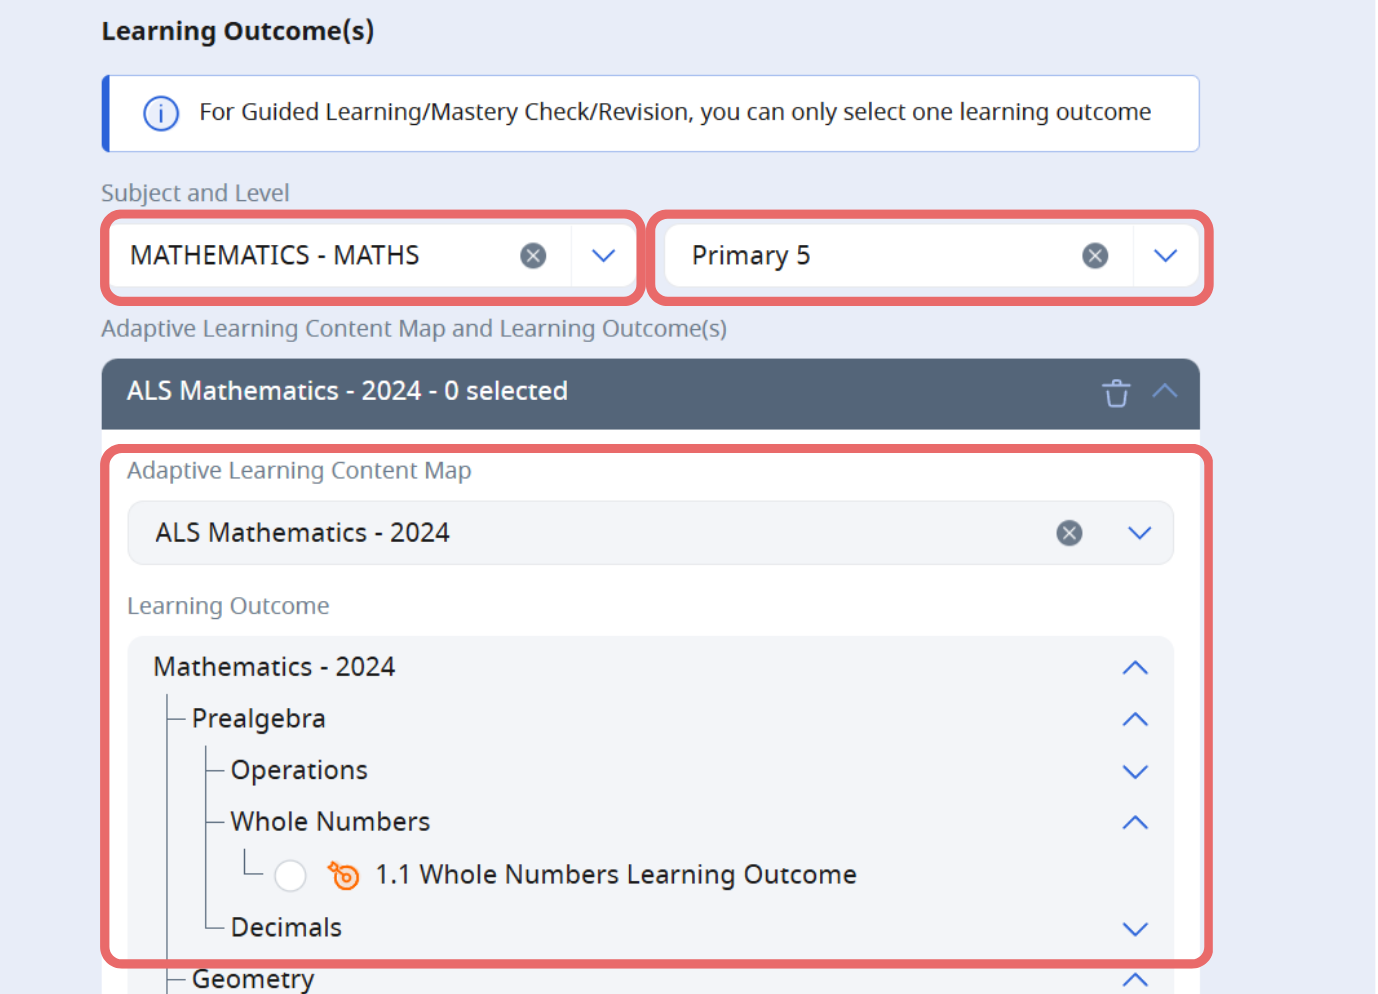 Learning Outcome(s)
For Guided Learning/Mastery Check/Revision, you can only select one learning outcome
Subject and Level
MATHEMATICS - MATHS
Primary 5
Adaptive Learning Content Map and Learning Outcome(s)
ALS Mathematics - 2024 - 0 selected
Adaptive Learning Content Map
ALS Mathematics - 2024
Learning Outcome
Mathematics - 2024
Prealgebra
Operations
Whole Numbers
1.1 Whole Numbers Learning Outcome
Decimals
Geometry